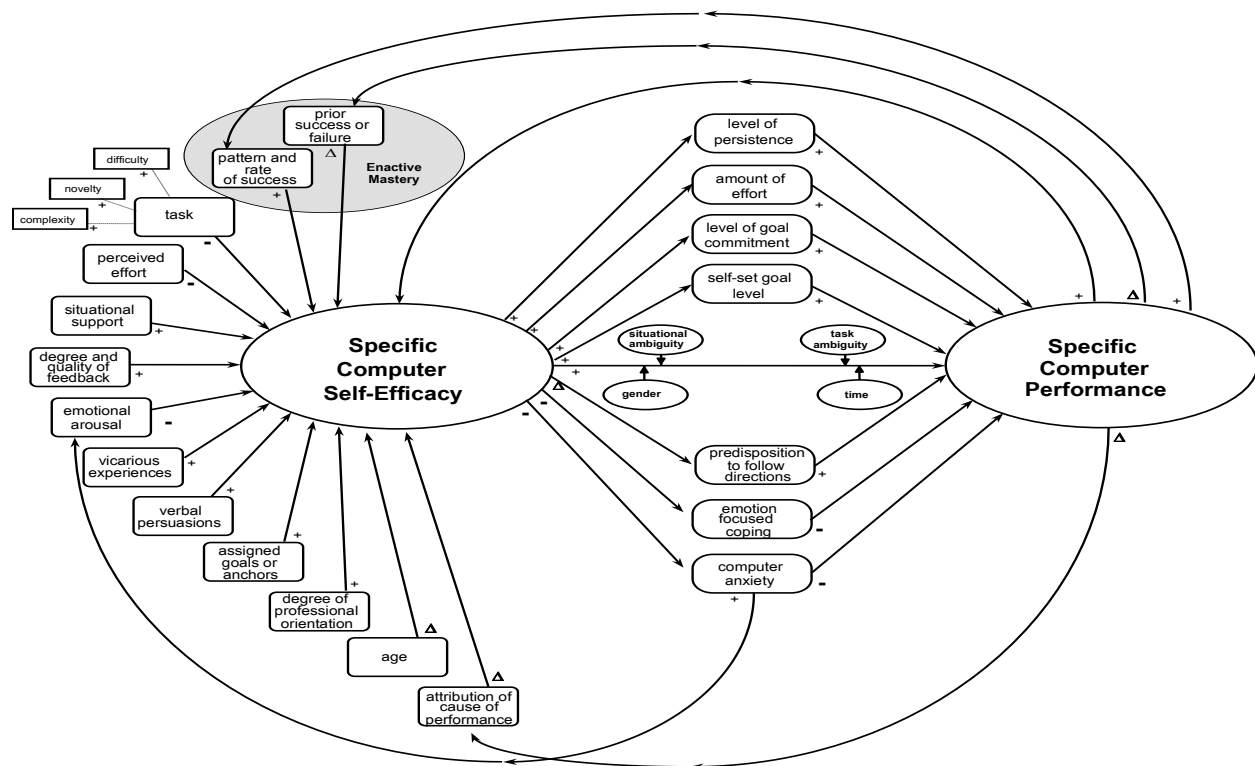 prior
success or
failure
Δ
pattern and
rate
of success
+
Enactive
Mastery
difficulty
+
novelty
+
complexity
+
task
-
perceived
effort
-
situational
support
+
degree and
quality of
feedback
+
emotional
arousal
-
vicarious
experiences
+
verbal
persuasions
+
assigned
goals or
anchors
+
degree of
professional
orientation
+
age
Δ
attribution of
cause of
performance
Δ
Specific
Computer
Self-Efficacy
+
+
+
+
+
Δ
-
-
level of
persistence
+
amount of
effort
+
level of goal
commitment
+
self-set goal
level
+
situational
ambiguity
task
ambiguity
gender
time
predisposition
to follow
directions
+
emotion
focused
coping
-
computer
anxiety
-
+
+
Δ
+
Specific
Computer
Performance
Δ